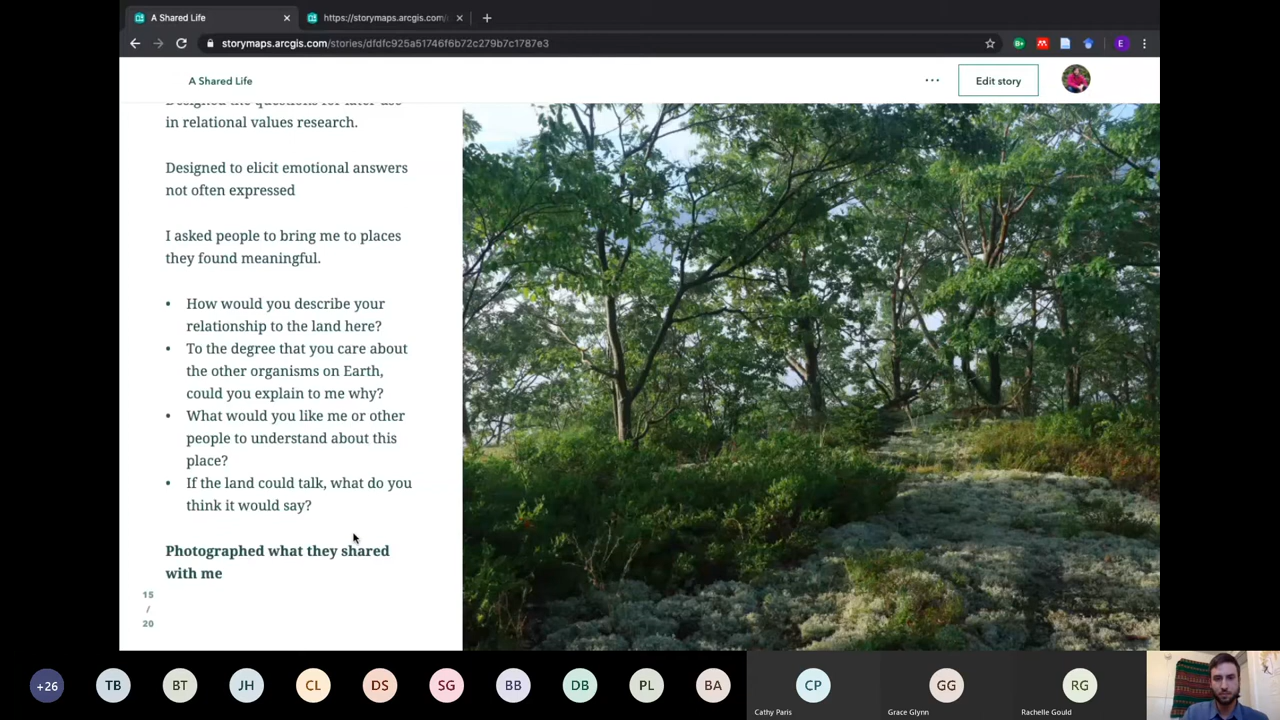 A Shared Life
https://storymaps.arcgis.com/
storymaps.arcgis.com/stories/dfdfc925a51746f6b72c279b7c1787e3
E
A Shared Life
Edit story
Designed the questions for later use
in relational values research.
Designed to elicit emotional answers
not often expressed
I asked people to bring me to places
they found meaningful.
• How would you describe your
relationship to the land here?
• To the degree that you care about
the other organisms on Earth,
could you explain to me why?
• What would you like me or other
people to understand about this
place?
• If the land could talk, what do you
think it would say?
Photographed what they shared
with me
15
/
20
+26
TB
BT
JH
CL
DS
SG
BB
DB
PL
BA
CP
GG
RG
Cathy Paris
Grace Glynn
Rachelle Gould